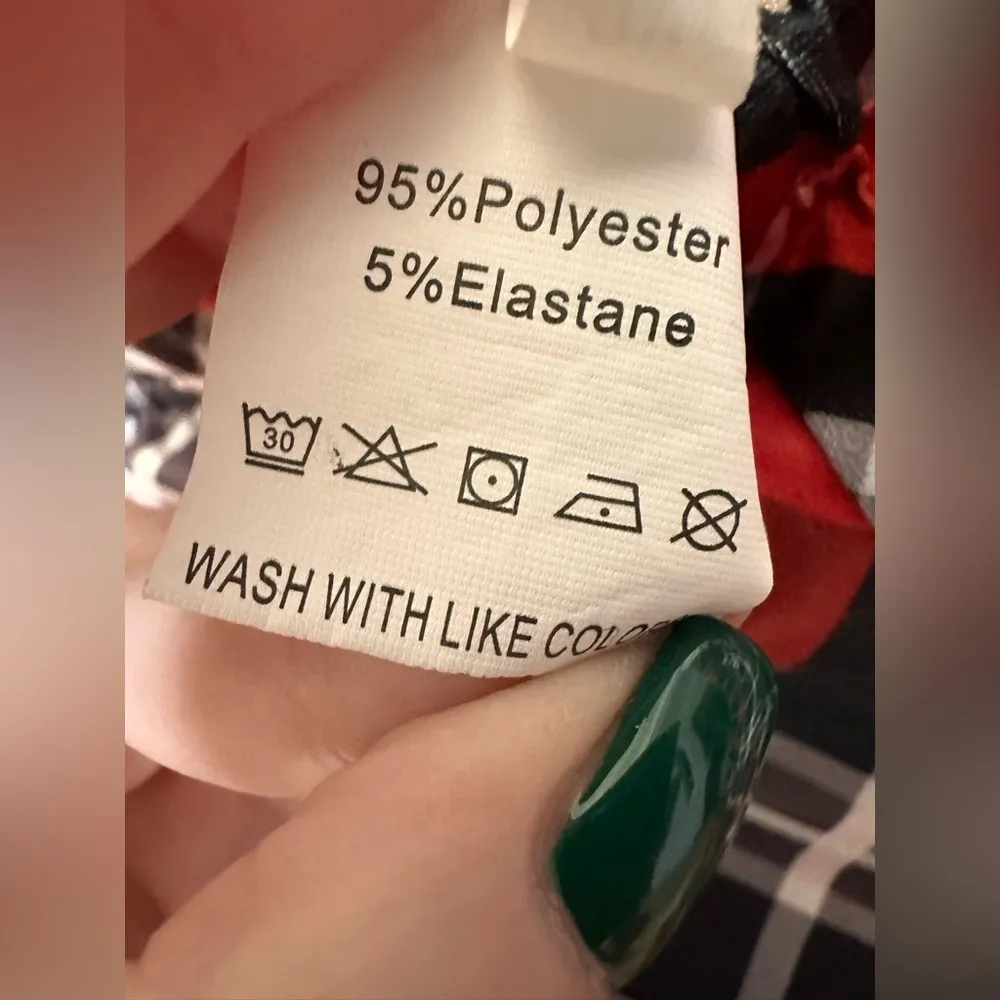 95%Polyester
5%Elastane
30
WASH WITH LIKE